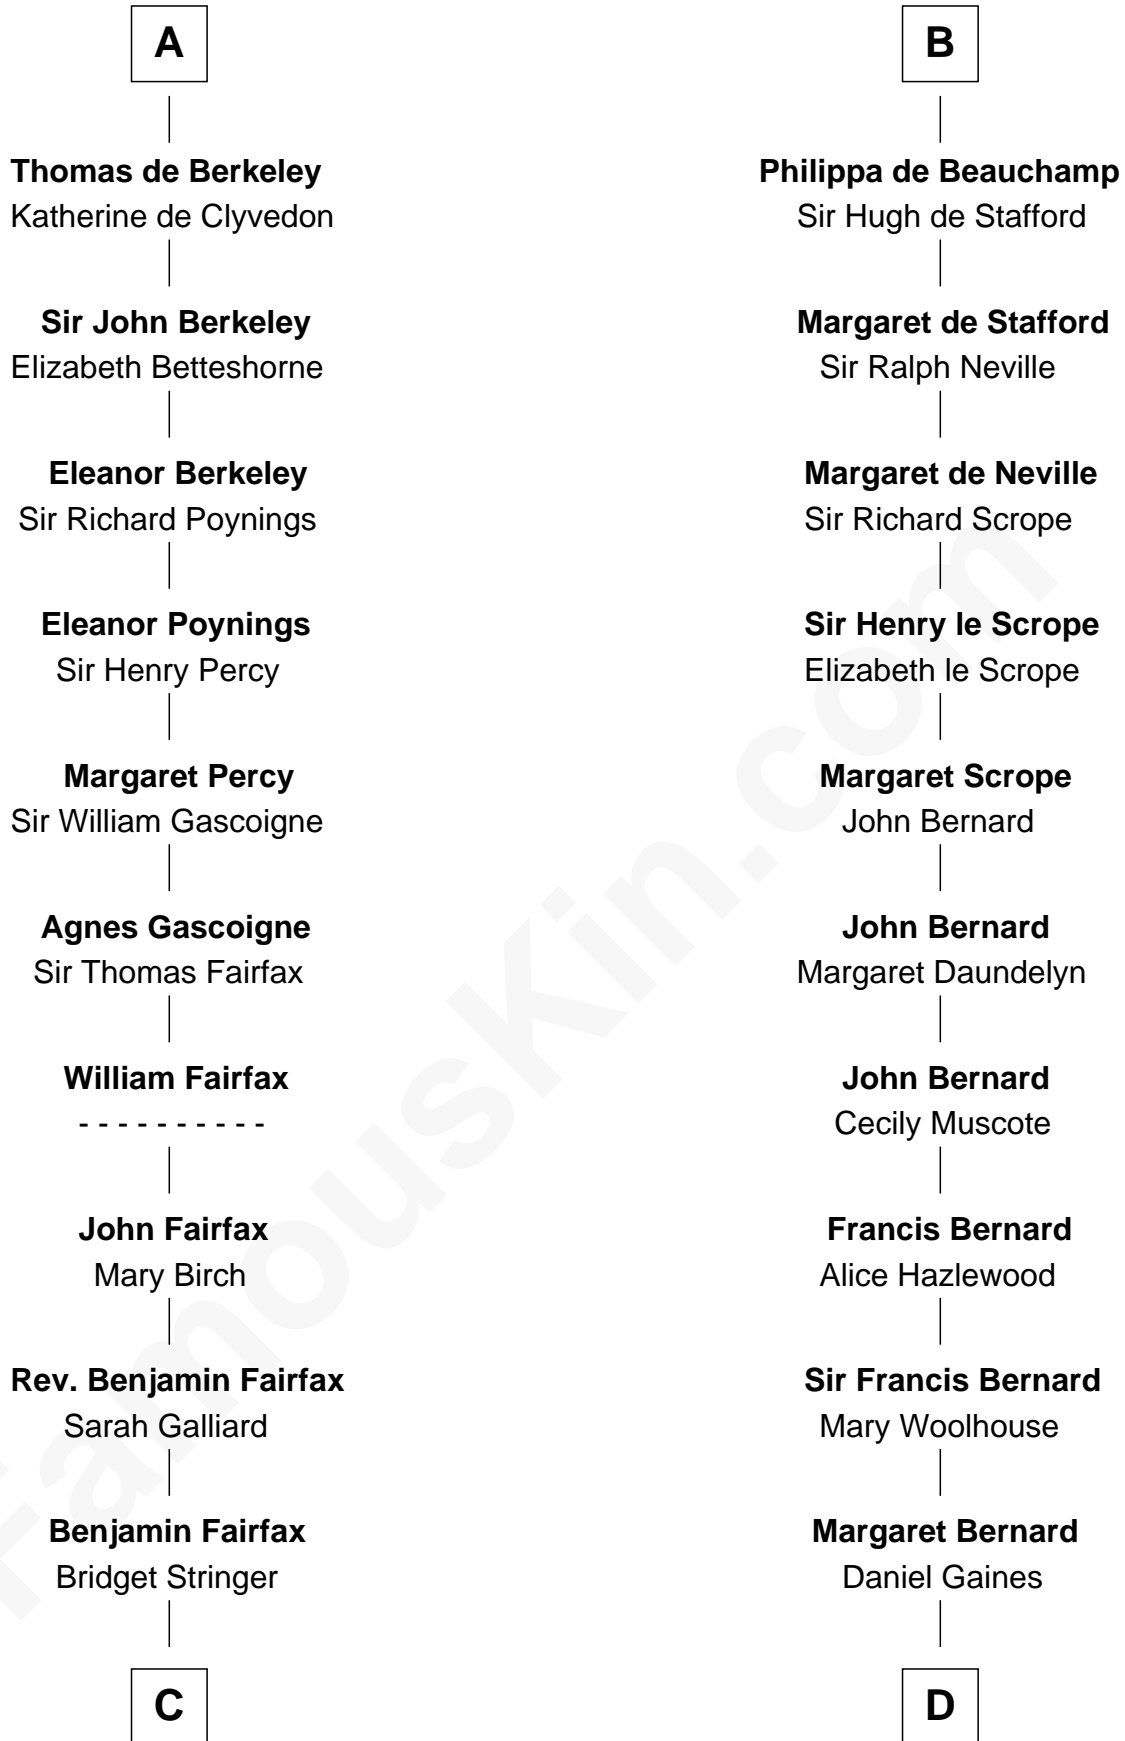 A
Thomas de Berkeley
Katherine de Clyvedon
Sir John Berkeley
Elizabeth Betteshorne
Eleanor Berkeley
Sir Richard Poynings
Eleanor Poynings
Sir Henry Percy
Margaret Percy
Sir William Gascoigne
Agnes Gascoigne
Sir Thomas Fairfax
William Fairfax
- - - - - - - - - -
John Fairfax
Mary Birch
Rev. Benjamin Fairfax
Sarah Galliard
Benjamin Fairfax
Bridget Stringer
C
B
Philippa de Beauchamp
Sir Hugh de Stafford
Margaret de Stafford
Sir Ralph Neville
Margaret de Neville
Sir Richard Scrope
Sir Henry le Scrope
Elizabeth le Scrope
Margaret Scrope
John Bernard
John Bernard
Margaret Daundelyn
John Bernard
Cecily Muscote
Francis Bernard
Alice Hazlewood
Sir Francis Bernard
Mary Woolhouse
Margaret Bernard
Daniel Gaines
D
FamousKin.com